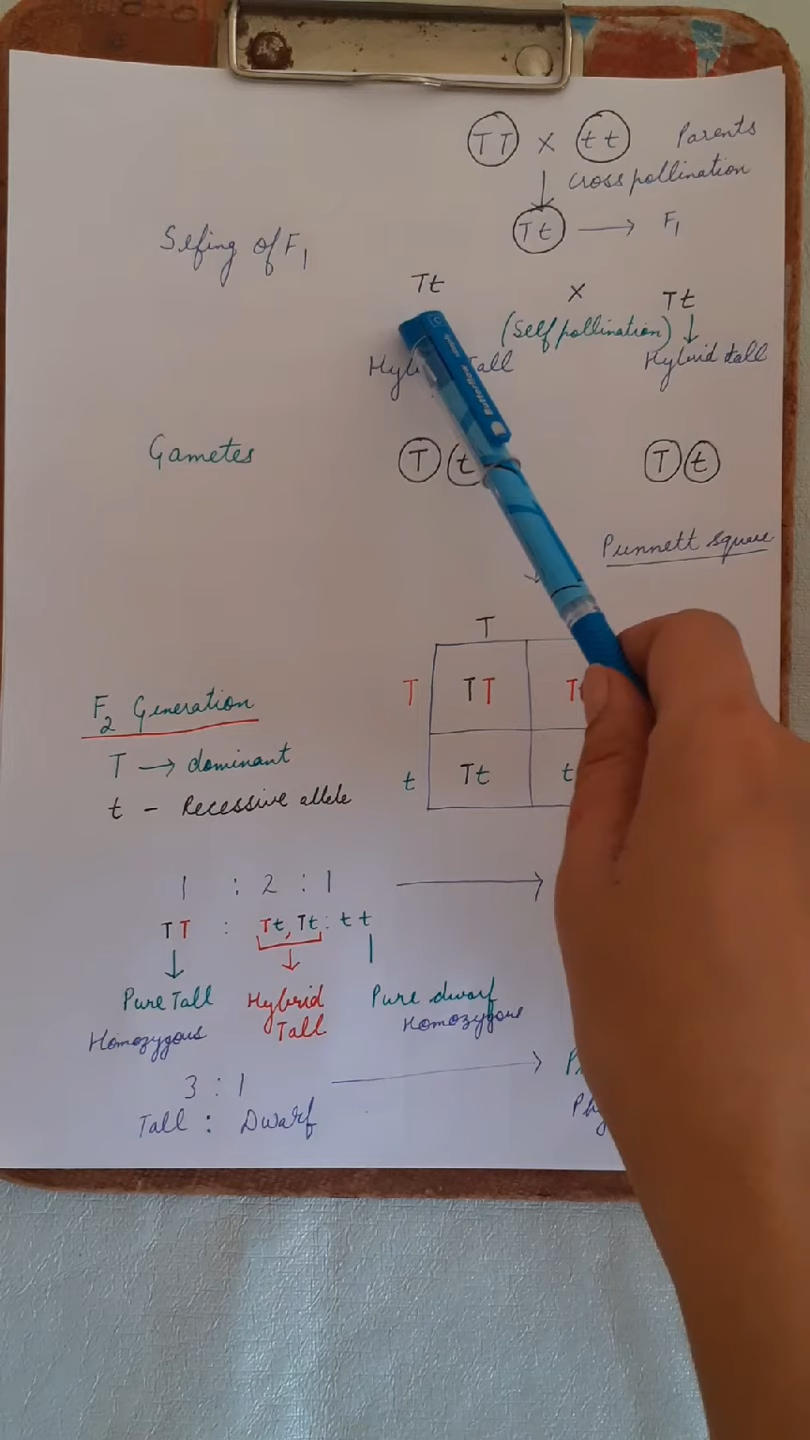 TT X tt Parents
Cross pollination
Tt → F1
Selfing of F1
Tt X Tt
(Self pollination)
Tall Hybrid tall
Gametes T t T t
Punnett square
T
T TT T
F2 Generation
T → dominant
t Tt t
t - Recessive allele
1 : 2 : 1
TT : Tt, Tt : tt
Pure Tall Hybrid Tall Pure dwarf
Homozygous Homozygous
3 : 1
Tall : Dwarf
Butterflow